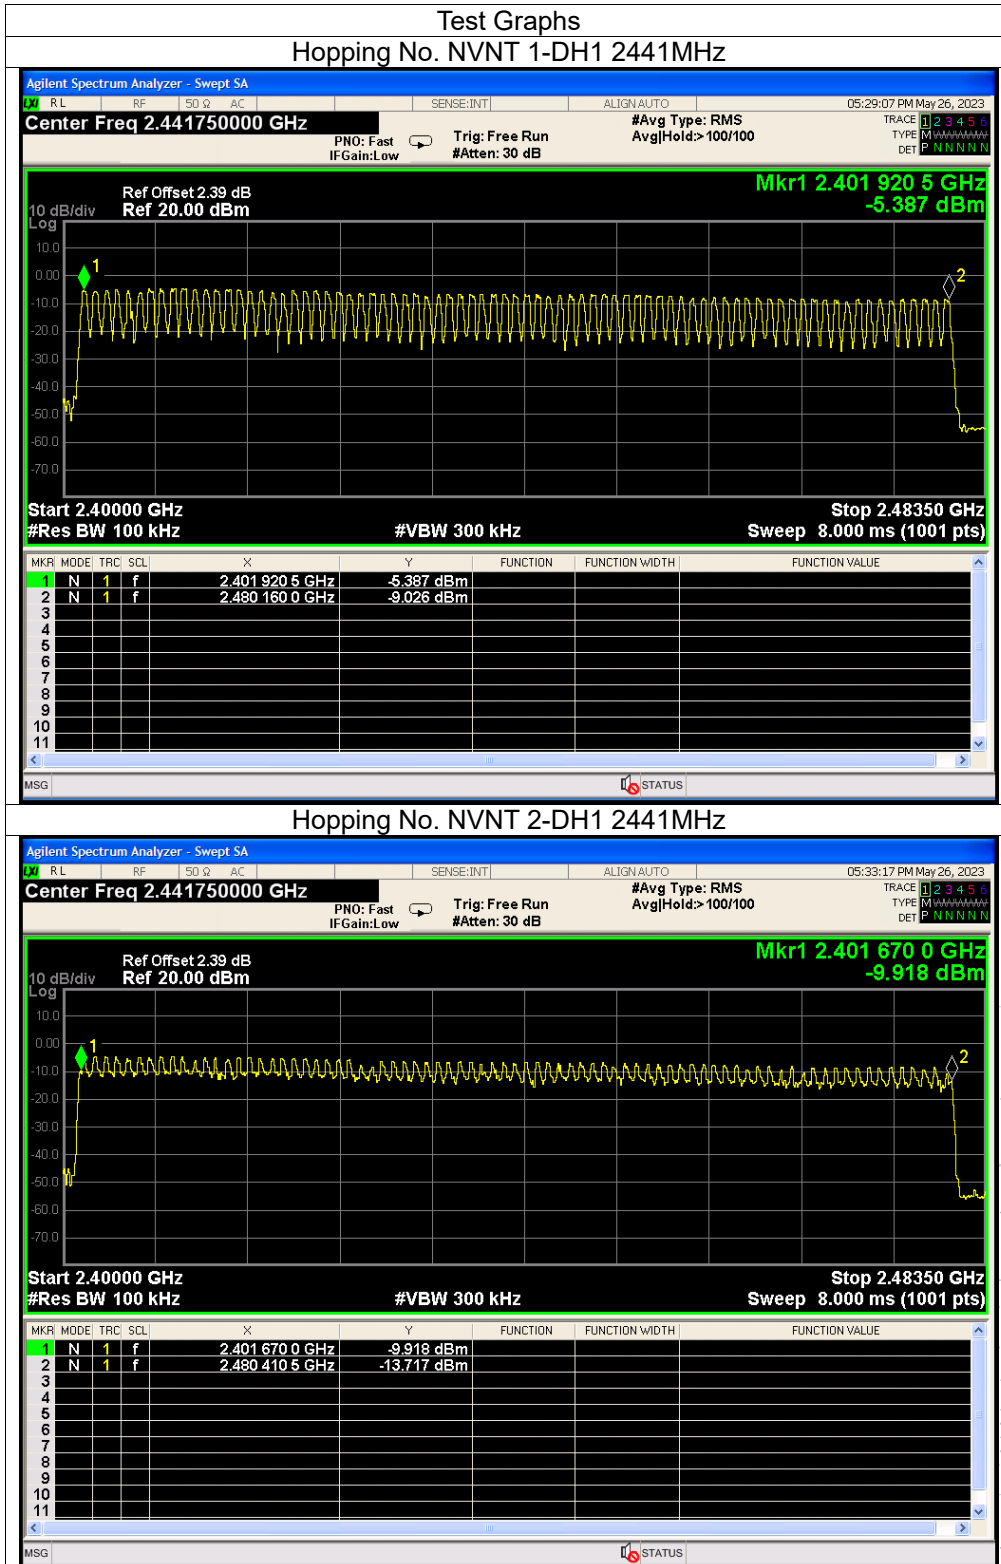 Test Graphs
Hopping No. NVNT 1-DH1 2441MHz
Agilent Spectrum Analyzer - Swept SA
LXI RL RF 50 Ω AC SENSE:INT ALIGN AUTO 05:29:07 PM May 26, 2023
Center Freq 2.441750000 GHz #Avg Type: RMS TRACE 1 2 3 4 5 6
PNO: Fast Trig: Free Run Avg|Hold:>100/100 TYPE M
IFGain:Low #Atten: 30 dB DET P N N N N N
Mkr1 2.401 920 5 GHz
Ref Offset 2.39 dB
-5.387 dBm
10 dB/div Ref 20.00 dBm
Log
10.0
1
2
0.00
-10.0
-20.0
-30.0
-40.0
-50.0
-60.0
-70.0
Start 2.40000 GHz Stop 2.48350 GHz
#Res BW 100 kHz #VBW 300 kHz Sweep 8.000 ms (1001 pts)
MKR MODE TRC SCL X Y FUNCTION FUNCTION WIDTH FUNCTION VALUE
1 N 1 f 2.401 920 5 GHz -5.387 dBm
2 N 1 f 2.480 160 0 GHz -9.026 dBm
3
4
5
6
7
8
9
10
11
MSG STATUS
Hopping No. NVNT 2-DH1 2441MHz
Agilent Spectrum Analyzer - Swept SA
LXI RL RF 50 Ω AC SENSE:INT ALIGN AUTO 05:33:17 PM May 26, 2023
Center Freq 2.441750000 GHz #Avg Type: RMS TRACE 1 2 3 4 5 6
PNO: Fast Trig: Free Run Avg|Hold:>100/100 TYPE M
IFGain:Low #Atten: 30 dB DET P N N N N N
Mkr1 2.401 670 0 GHz
Ref Offset 2.39 dB
-9.918 dBm
10 dB/div Ref 20.00 dBm
Log
10.0
0.00
1
2
-10.0
-20.0
-30.0
-40.0
-50.0
-60.0
-70.0
Start 2.40000 GHz Stop 2.48350 GHz
#Res BW 100 kHz #VBW 300 kHz Sweep 8.000 ms (1001 pts)
MKR MODE TRC SCL X Y FUNCTION FUNCTION WIDTH FUNCTION VALUE
1 N 1 f 2.401 670 0 GHz -9.918 dBm
2 N 1 f 2.480 410 5 GHz -13.717 dBm
3
4
5
6
7
8
9
10
11
MSG STATUS